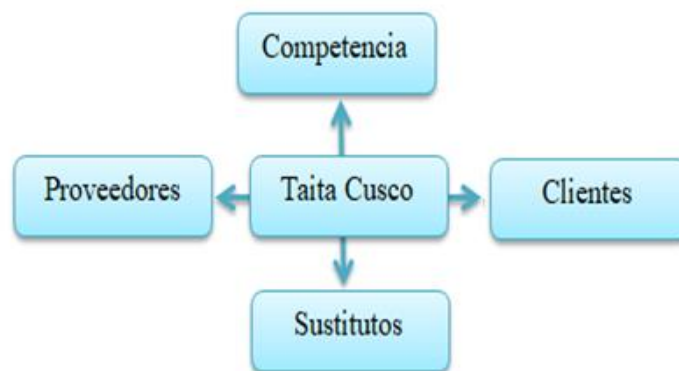 Competencia
Proveedores
Taita Cusco
Clientes
Sustitutos